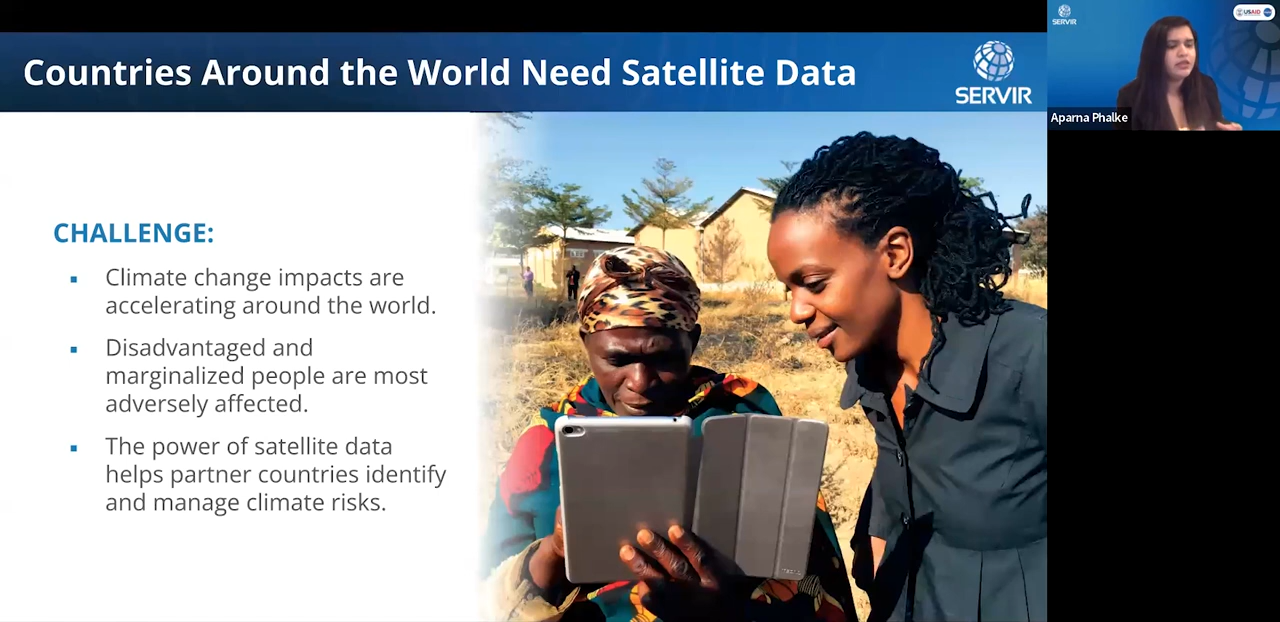 Countries Around the World Need Satellite Data
SERVIR
CHALLENGE:
Climate change impacts are
accelerating around the world.
Disadvantaged and
marginalized people are most
adversely affected.
The power of satellite data
helps partner countries identify
and manage climate risks.
SERVIR
USAID
Aparna Phalke